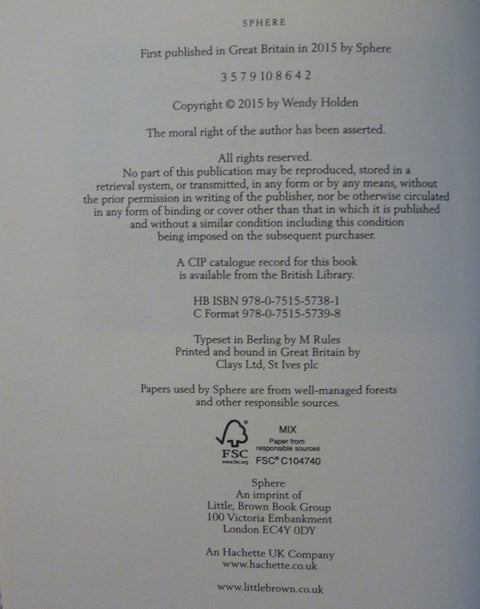 SPHERE
First published in Great Britain in 2015 by Sphere
3 5 7 9 10 8 6 4 2
Copyright © 2015 by Wendy Holden
The moral right of the author has been asserted.
All rights reserved.
No part of this publication may be reproduced, stored in a
retrieval system, or transmitted, in any form or by any means, without
the prior permission in writing of the publisher, nor be otherwise circulated
in any form of binding or cover other than that in which it is published
and without a similar condition including this condition
being imposed on the subsequent purchaser.
A CIP catalogue record for this book
is available from the British Library.
HB ISBN 978-0-7515-5738-1
C Format 978-0-7515-5739-8
Typeset in Berling by M Rules
Printed and bound in Great Britain by
Clays Ltd, St Ives plc
Papers used by Sphere are from well-managed forests
and other responsible sources.
®
FSC
www.fsc.org
MIX
Paper from
responsible sources
FSC® C104740
Sphere
An imprint of
Little, Brown Book Group
100 Victoria Embankment
London EC4Y 0DY
An Hachette UK Company
www.hachette.co.uk
www.littlebrown.co.uk